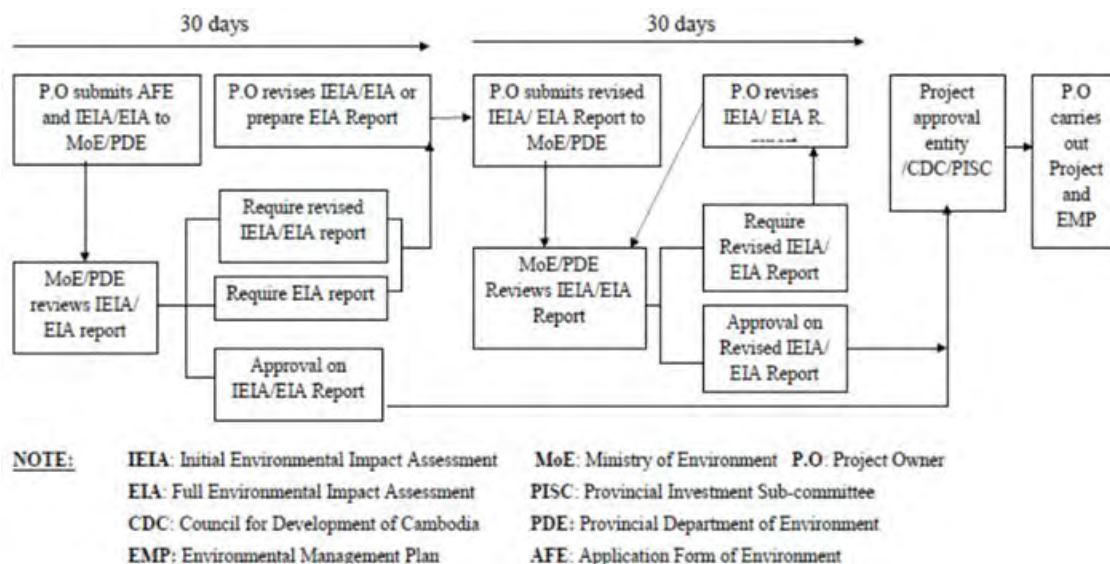 30 days
30 days
P.O submits AFE
and IEIA/EIA to
MoE/PDE
P.O revises IEIA/EIA or
prepare EIA Report
P.O submits revised
IEIA/ EIA Report to
MoE/PDE
P.O revises
IEIA/ EIA R.
Project
approval
entity
/CDC/PISC
P.O
carries
out
Project
and
EMP
Require revised
IEIA/EIA report
Require EIA report
MoE/PDE
reviews IEIA/
EIA report
Approval on
IEIA/EIA Report
MoE/PDE
Reviews IEIA/EIA
Report
Require
Revised IEIA/
EIA Report
Approval on
Revised IEIA/
EIA Report
NOTE: IEIA: Initial Environmental Impact Assessment MoE: Ministry of Environment P.O: Project Owner
EIA: Full Environmental Impact Assessment PISC: Provincial Investment Sub-committee
CDC: Council for Development of Cambodia PDE: Provincial Department of Environment
EMP: Environmental Management Plan AFE: Application Form of Environment